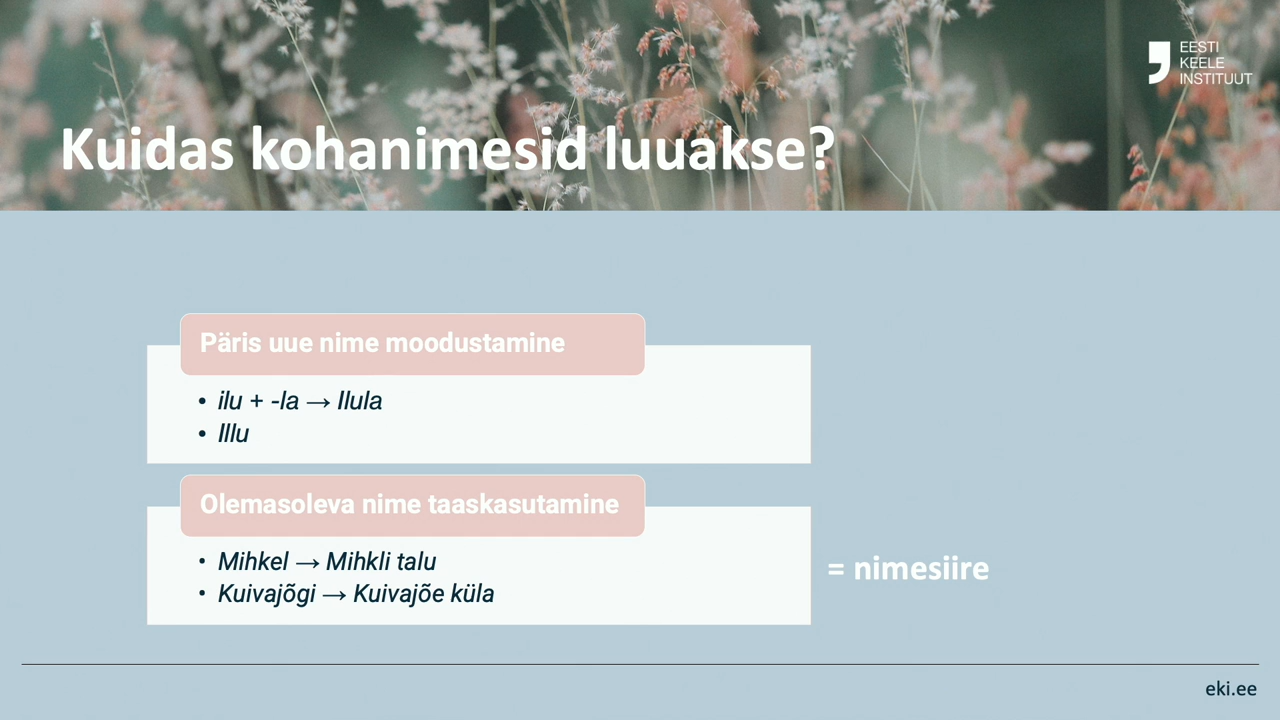 EESTI
KEELE
INSTITUUT
Kuidas kohanimesid luuakse?
Päris uue nime moodustamine
• ilu + -la → Ilula
• Illu
Olemasoleva nime taaskasutamine
• Mihkel → Mihkli talu
• Kuivajõgi → Kuivajõe küla
= nimesiire
eki.ee